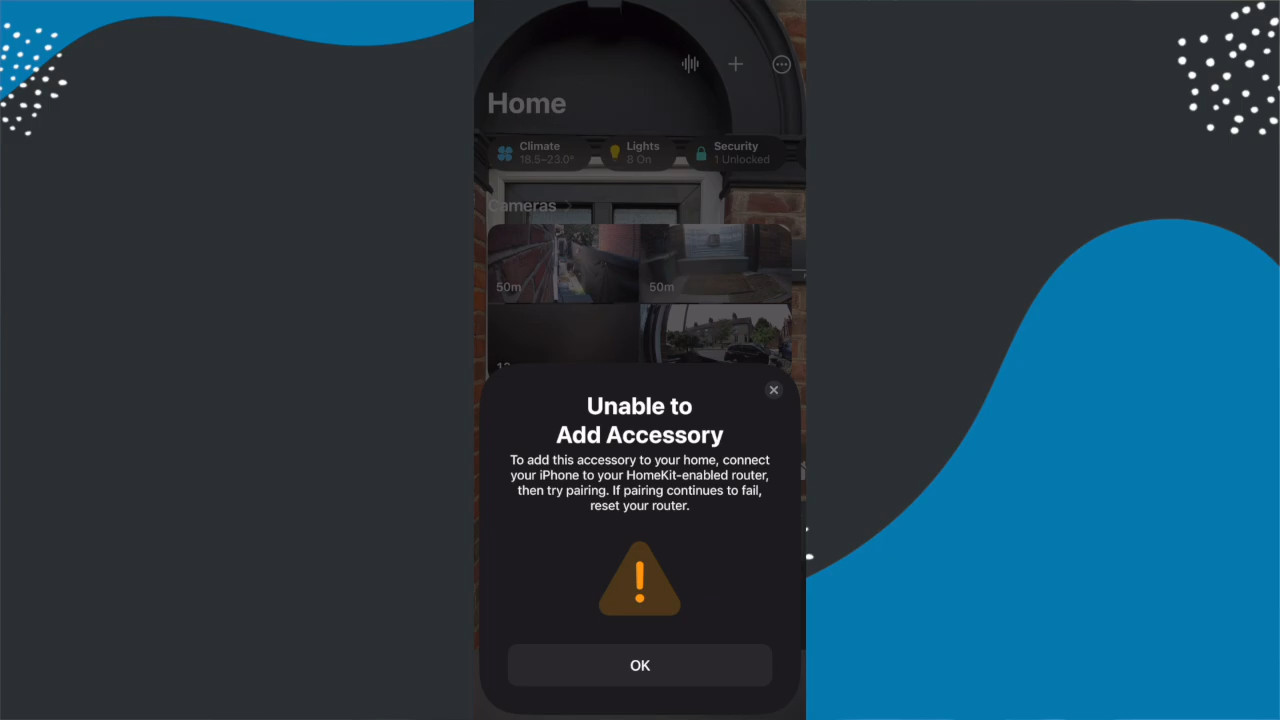 Home
Climate
18.5–23.0°
Lights
8 On
Security
1 Unlocked
Cameras
50m
50m
Unable to
Add Accessory
To add this accessory to your home, connect
your iPhone to your HomeKit-enabled router,
then try pairing. If pairing continues to fail,
reset your router.
OK